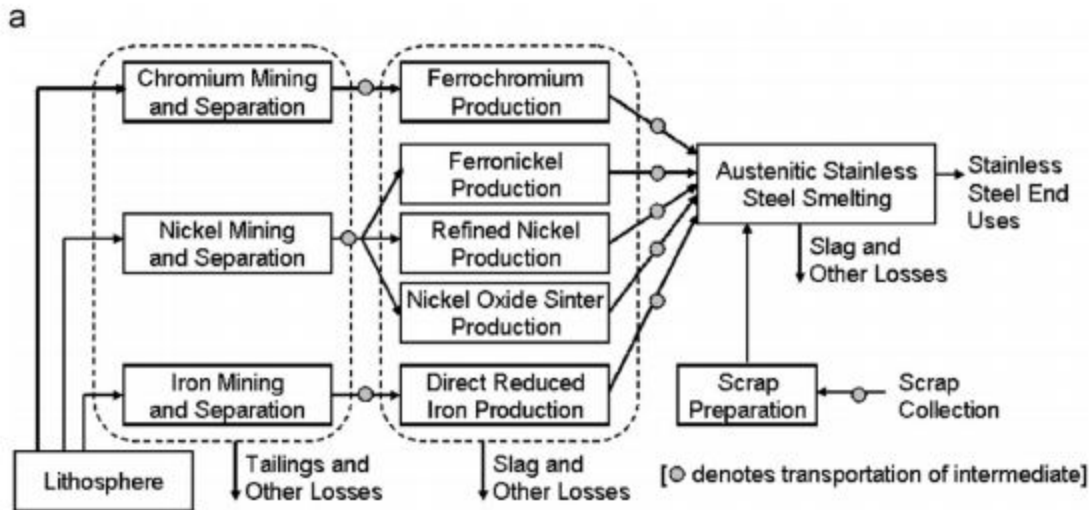 a
Chromium Mining
and Separation
Ferrochromium
Production
Ferronickel
Production
Austenitic Stainless
Steel Smelting
Stainless
Steel End
Uses
Nickel Mining
and Separation
Refined Nickel
Production
Slag and
Other Losses
Nickel Oxide Sinter
Production
Iron Mining
and Separation
Direct Reduced
Iron Production
Scrap
Preparation
Scrap
Collection
Lithosphere
Tailings and
Other Losses
Slag and
Other Losses
[ denotes transportation of intermediate]